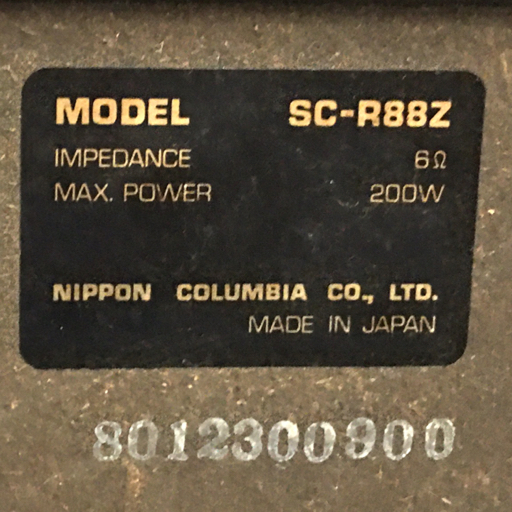 MODEL SC-R88Z
IMPEDANCE 6Ω
MAX. POWER 200W
NIPPON COLUMBIA CO., LTD.
MADE IN JAPAN
8012300900